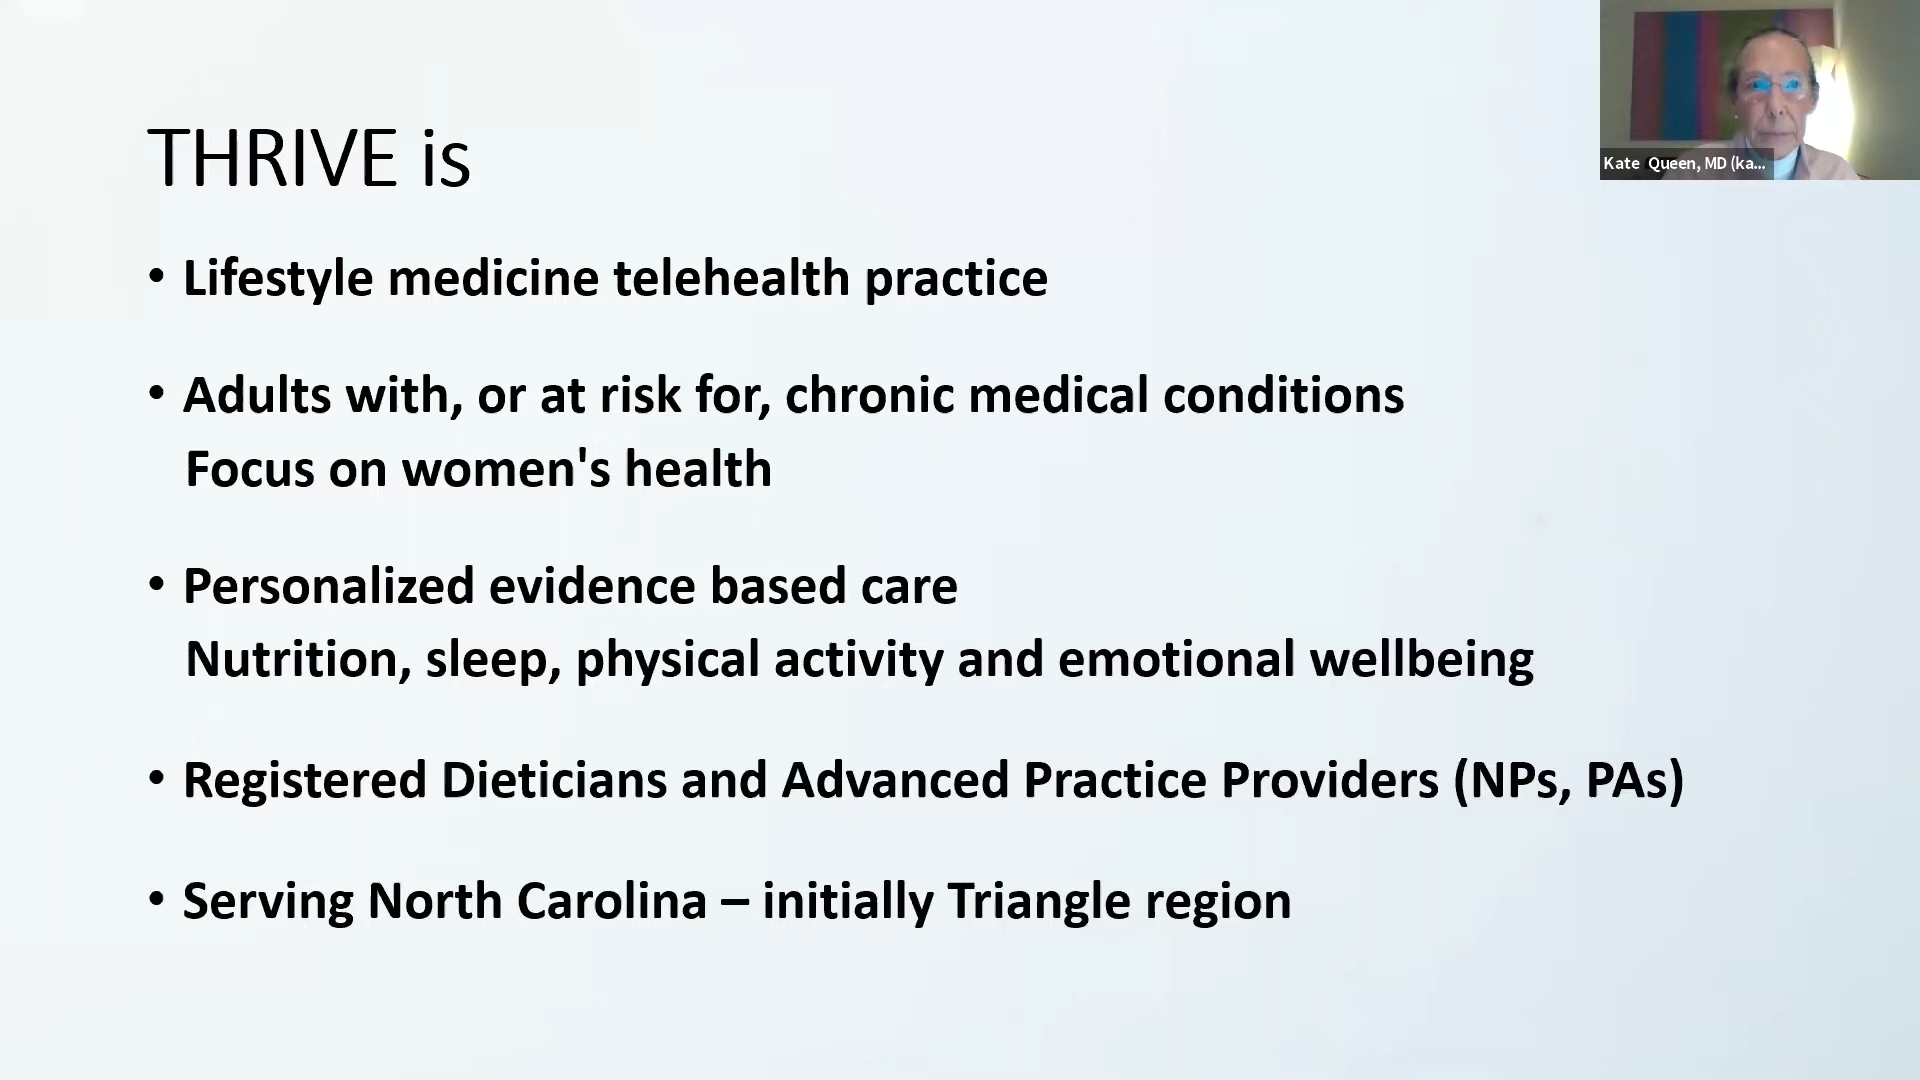 THRIVE is
• Lifestyle medicine telehealth practice
• Adults with, or at risk for, chronic medical conditions
Focus on women's health
• Personalized evidence based care
Nutrition, sleep, physical activity and emotional wellbeing
• Registered Dieticians and Advanced Practice Providers (NPs, PAs)
• Serving North Carolina – initially Triangle region
Kate Queen, MD (ka...